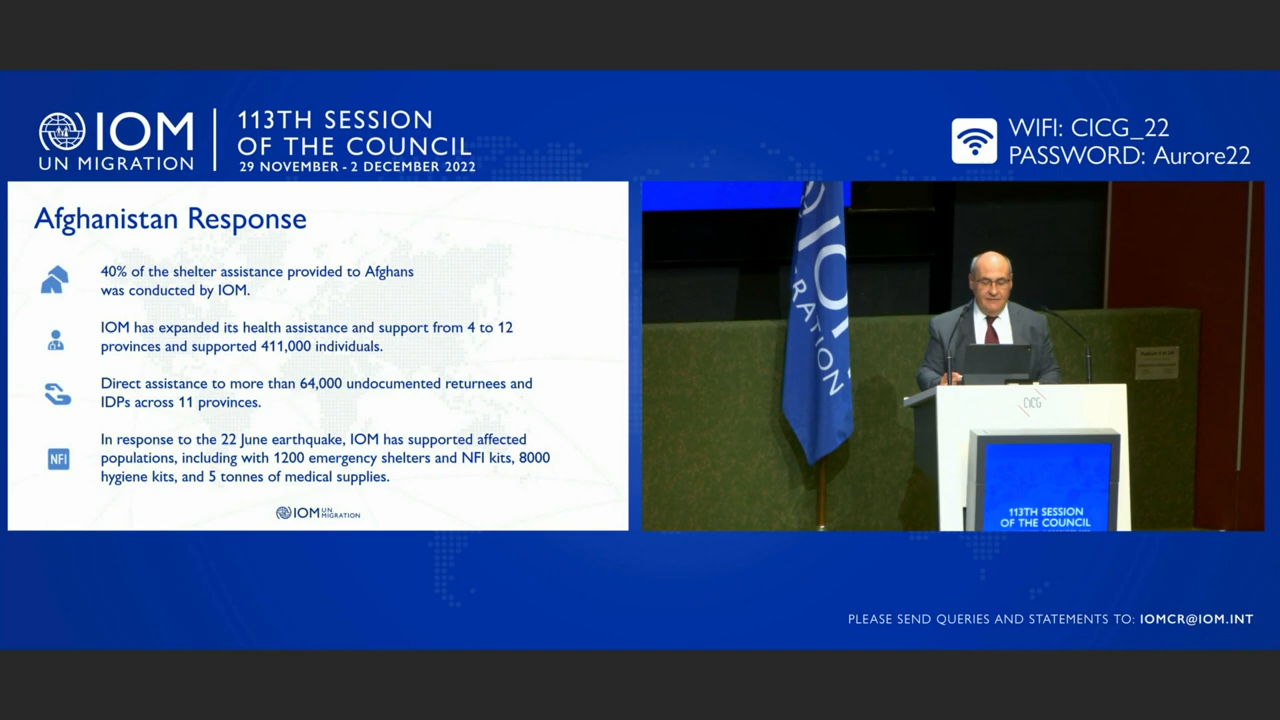 IOM
UN MIGRATION
113TH SESSION
OF THE COUNCIL
29 NOVEMBER - 2 DECEMBER 2022
WIFI: CICG_22
PASSWORD: Aurore22
Afghanistan Response
40% of the shelter assistance provided to Afghans
was conducted by IOM.
IOM has expanded its health assistance and support from 4 to 12
provinces and supported 411,000 individuals.
Direct assistance to more than 64,000 undocumented returnees and
IDPs across 11 provinces.
In response to the 22 June earthquake, IOM has supported affected
populations, including with 1200 emergency shelters and NFI kits, 8000
hygiene kits, and 5 tonnes of medical supplies.
NFI
IOM UN
MIGRATION
IOM
RATION
CICG
113TH SESSION
OF THE COUNCIL
PLEASE SEND QUERIES AND STATEMENTS TO: IOMCR@IOM.INT